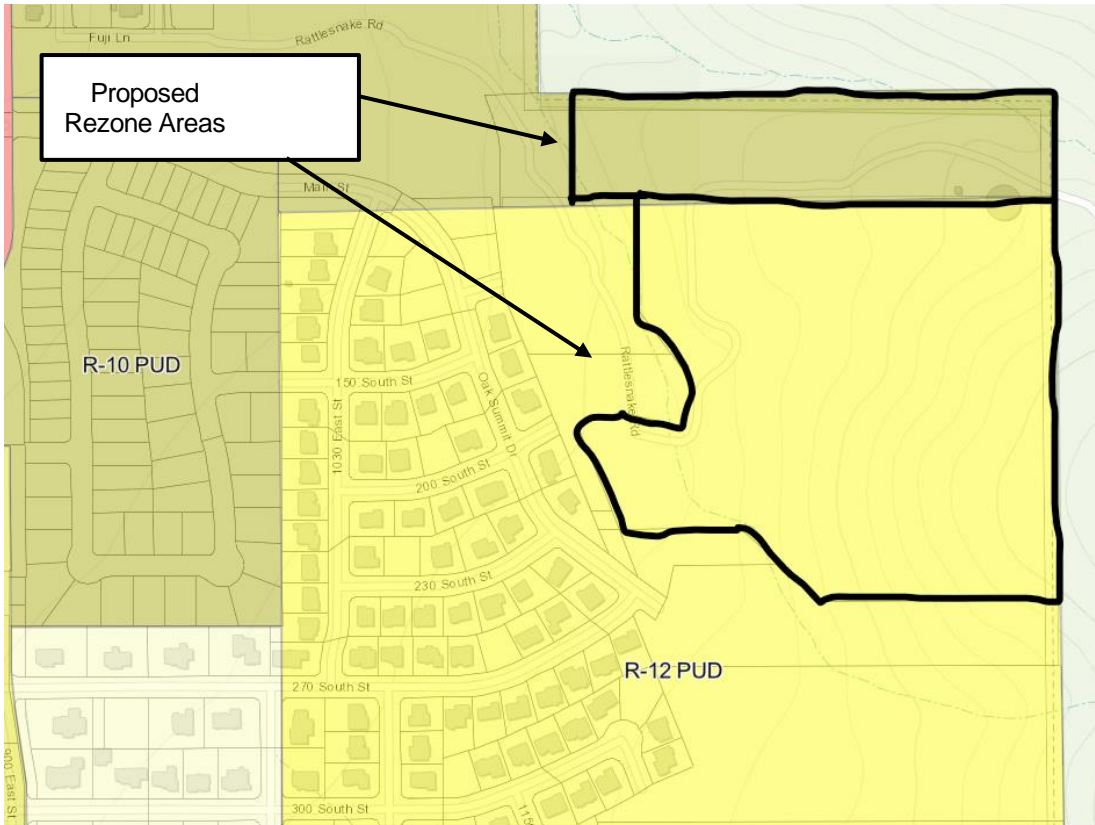 Fuji Ln
Rattlesnake Rd
Proposed
Rezone Areas
Main St
R-10 PUD
150 South St
Oak Summit Dr
Rattlesnake Rd
1030 East St
200 South St
230 South St
R-12 PUD
270 South St
900 East St
300 South St